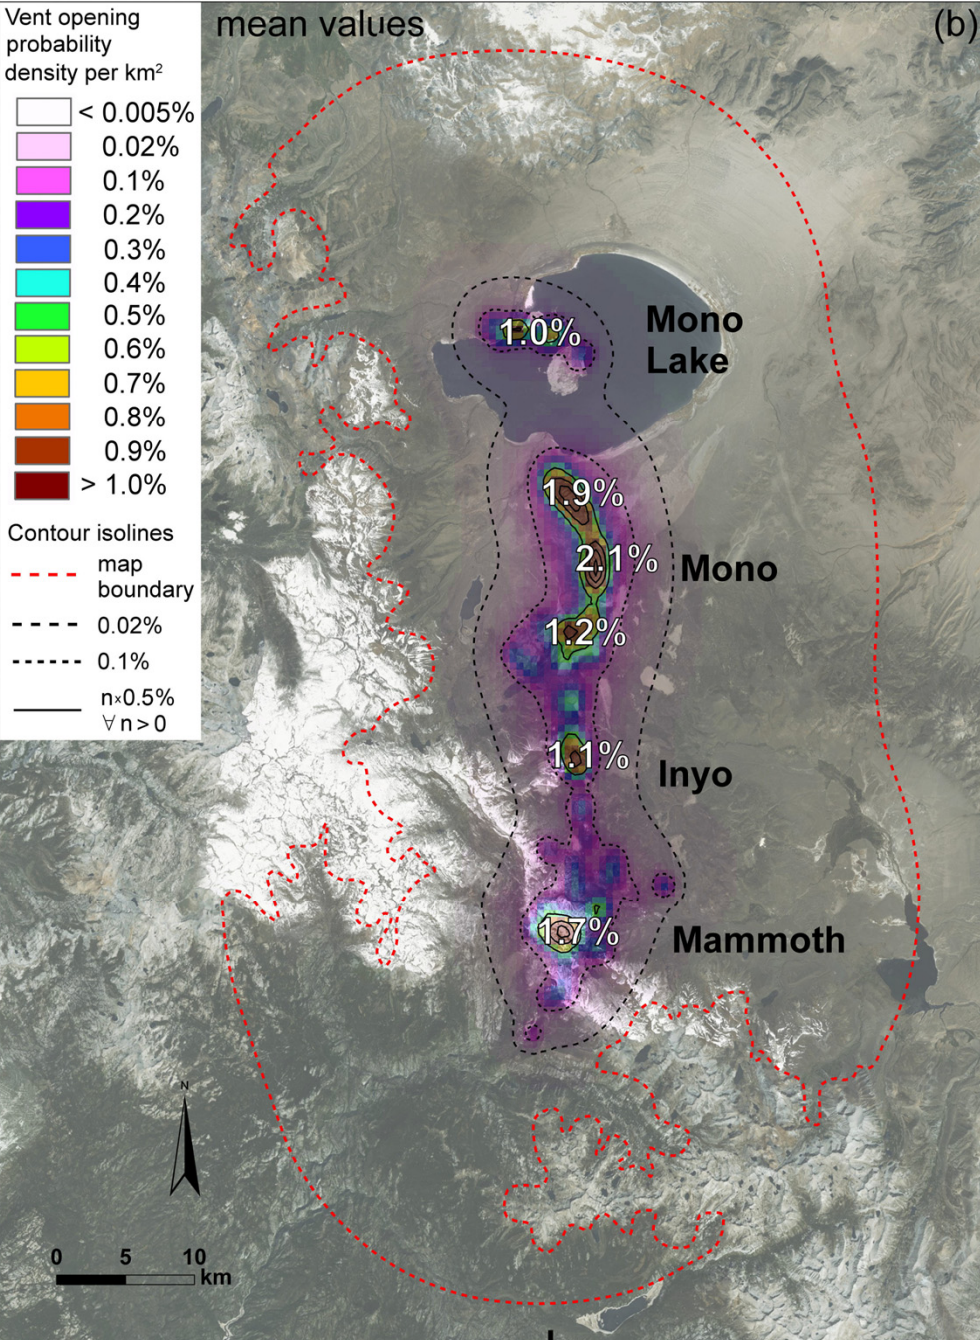 Vent opening
probability
density per km²
< 0.005%
0.02%
0.1%
0.2%
0.3%
0.4%
0.5%
0.6%
0.7%
0.8%
0.9%
> 1.0%
Contour isolines
map
boundary
0.02%
0.1%
n×0.5%
∀ n > 0
mean values
(b)
1.0%
Mono
Lake
1.9%
2.1%
Mono
1.2%
1.1%
Inyo
1.7%
Mammoth
N
0 5 10
km